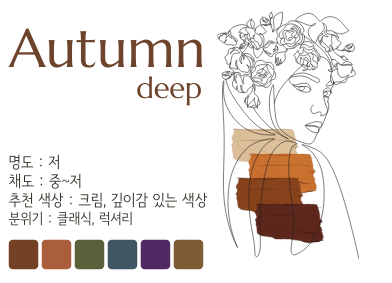 Autumn
deep
명도 : 저
채도 : 중~저
추천 색상 : 크림, 깊이감 있는 색상
분위기 : 클래식, 럭셔리